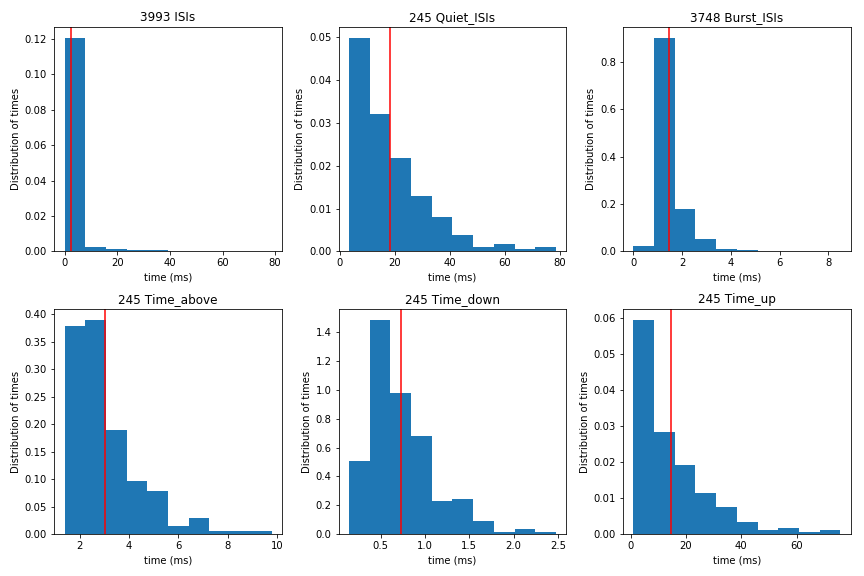 3993 ISIs
Distribution of times
0.12
0.10
0.08
0.06
0.04
0.02
0.00
0 20 40 60 80
time (ms)
245 Quiet_ISIs
Distribution of times
0.05
0.04
0.03
0.02
0.01
0.00
0 20 40 60 80
time (ms)
3748 Burst_ISIs
Distribution of times
0.8
0.6
0.4
0.2
0.0
0 2 4 6 8
time (ms)
245 Time_above
Distribution of times
0.40
0.35
0.30
0.25
0.20
0.15
0.10
0.05
0.00
2 4 6 8 10
time (ms)
245 Time_down
Distribution of times
1.4
1.2
1.0
0.8
0.6
0.4
0.2
0.0
0.5 1.0 1.5 2.0 2.5
time (ms)
245 Time_up
Distribution of times
0.06
0.05
0.04
0.03
0.02
0.01
0.00
0 20 40 60
time (ms)